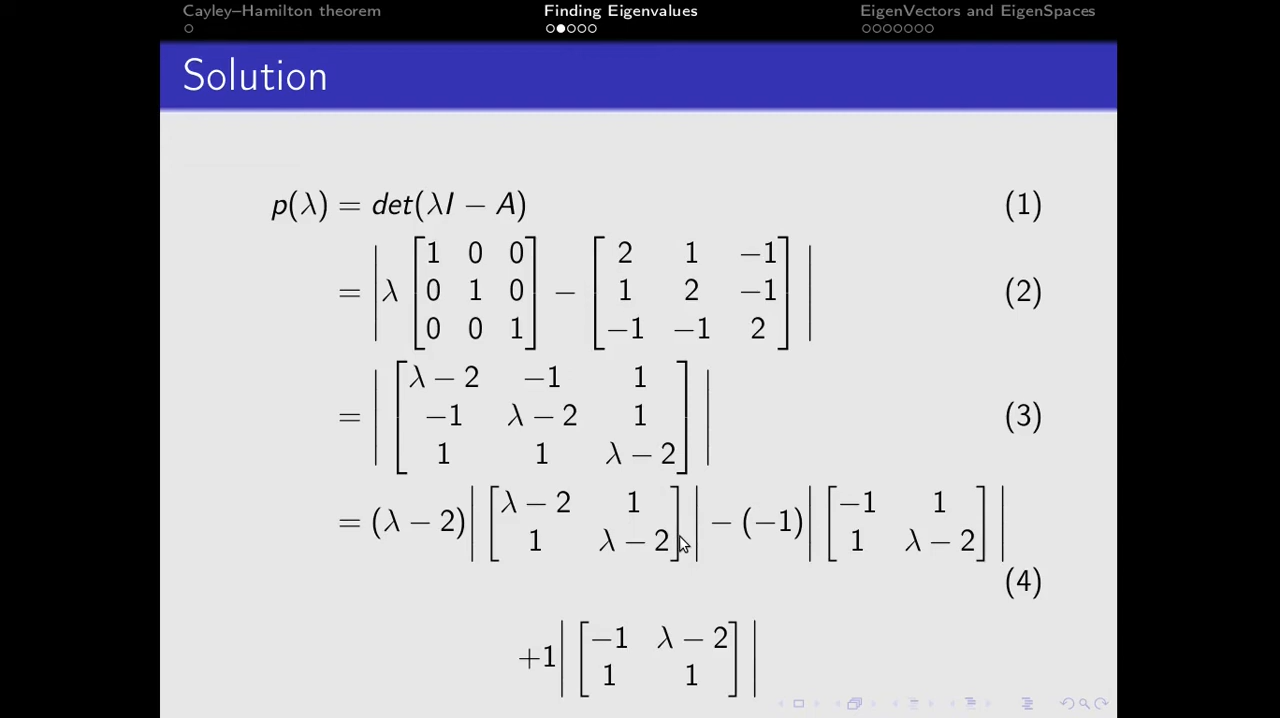 Cayley–Hamilton theorem Finding Eigenvalues EigenVectors and EigenSpaces
Solution
p(λ) = det(λI − A) (1)
= |λ [1 0 0; 0 1 0; 0 0 1] − [2 1 −1; 1 2 −1; −1 −1 2]| (2)
= |[λ − 2 −1 1; −1 λ − 2 1; 1 1 λ − 2]| (3)
= (λ − 2)|[λ − 2 1; 1 λ − 2]| − (−1)|[−1 1; 1 λ − 2]|
(4)
+1|[−1 λ − 2; 1 1]|